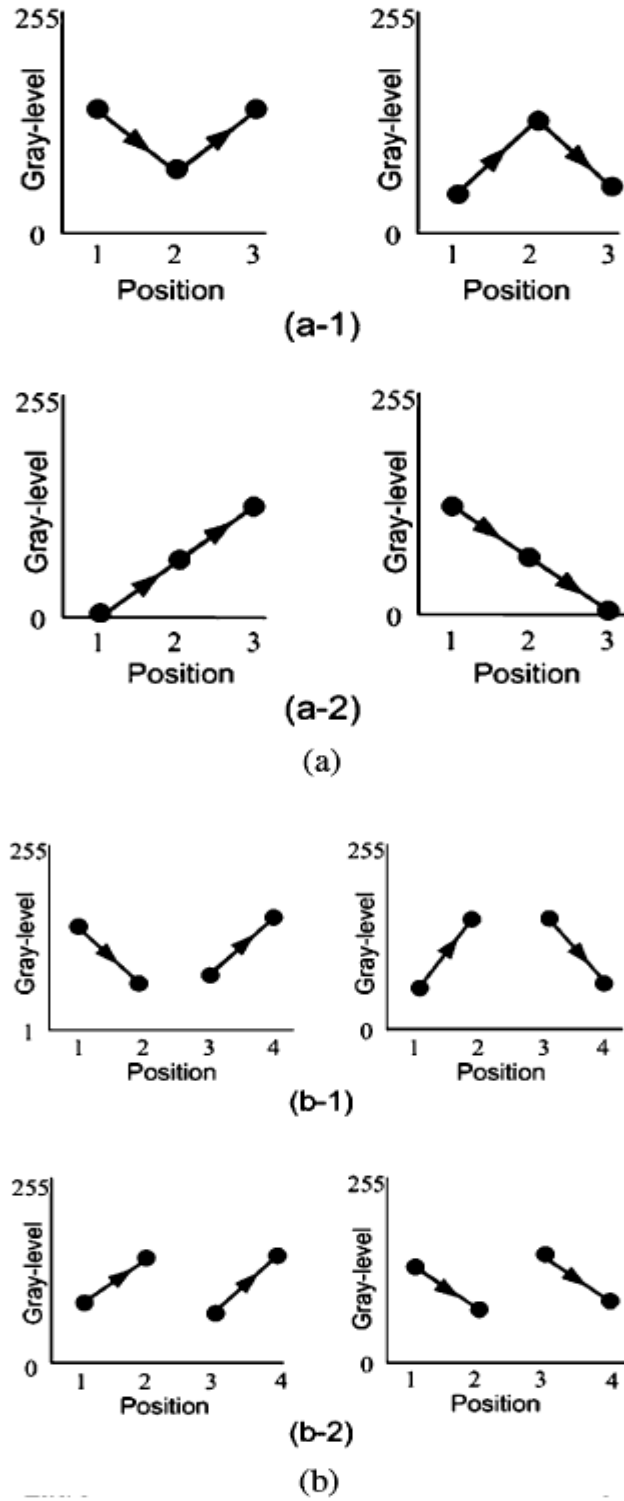 255 255
Gray-level Gray-level
0 0
1 2 3 1 2 3
Position Position
(a-1)
255 255
Gray-level Gray-level
0 0
1 2 3 1 2 3
Position Position
(a-2)
(a)
255 255
Gray-level Gray-level
1 0
1 2 3 4 1 2 3 4
Position Position
(b-1)
255 255
Gray-level Gray-level
0 0
1 2 3 4 1 2 3 4
Position Position
(b-2)
(b)